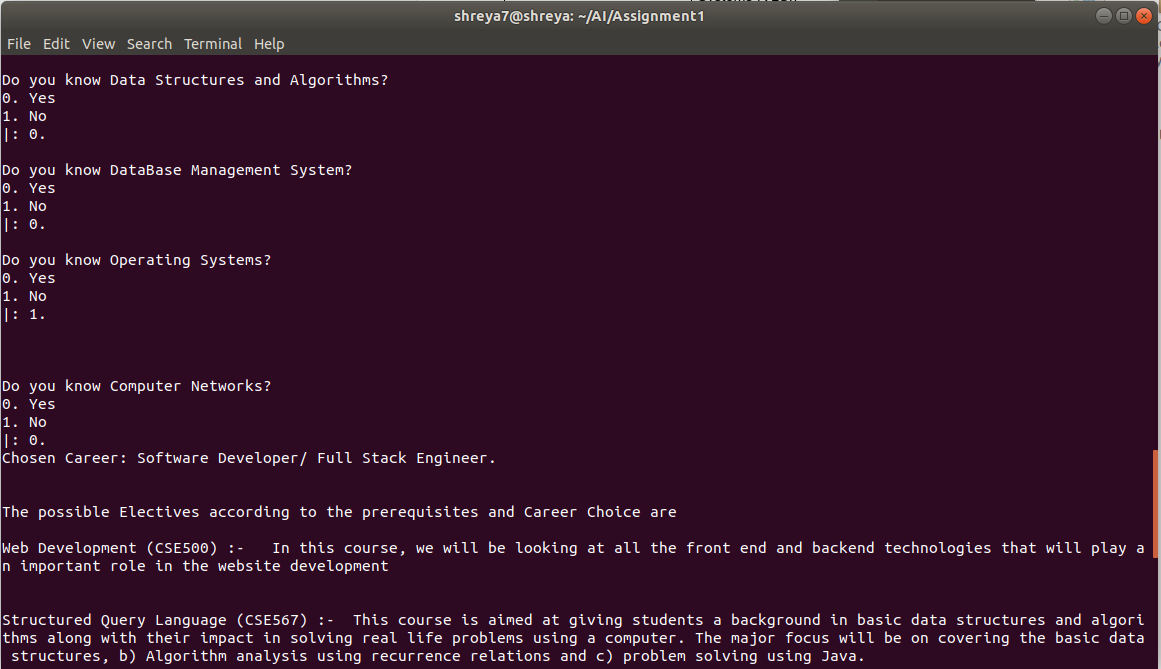 shreya7@shreya: ~/AI/Assignment1
File Edit View Search Terminal Help
Do you know Data Structures and Algorithms?
0. Yes
1. No
|: 0.
Do you know DataBase Management System?
0. Yes
1. No
|: 0.
Do you know Operating Systems?
0. Yes
1. No
|: 1.
Do you know Computer Networks?
0. Yes
1. No
|: 0.
Chosen Career: Software Developer/ Full Stack Engineer.
The possible Electives according to the prerequisites and Career Choice are
Web Development (CSE500) :-   In this course, we will be looking at all the front end and backend technologies that will play a
n important role in the website development
Structured Query Language (CSE567) :-  This course is aimed at giving students a background in basic data structures and algori
thms along with their impact in solving real life problems using a computer. The major focus will be on covering the basic data
 structures, b) Algorithm analysis using recurrence relations and c) problem solving using Java.